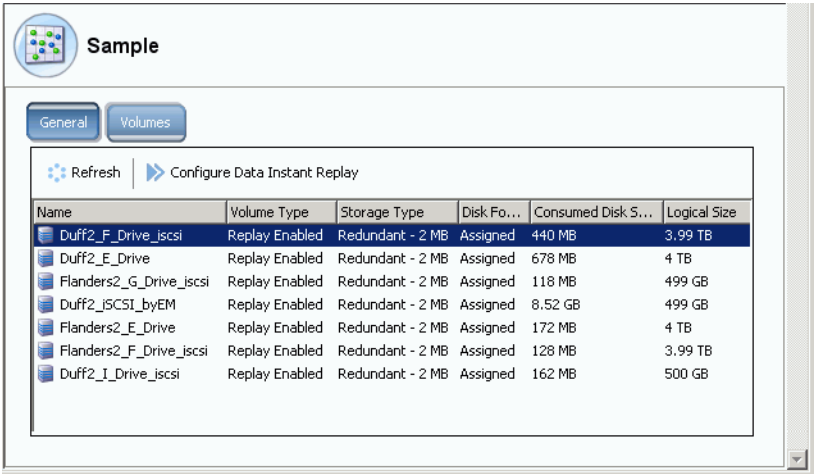 Sample
General Volumes
Refresh Configure Data Instant Replay
Name Volume Type Storage Type Disk Fo... Consumed Disk S... Logical Size
Duff2_F_Drive_iscsi Replay Enabled Redundant - 2 MB Assigned 440 MB 3.99 TB
Duff2_E_Drive Replay Enabled Redundant - 2 MB Assigned 678 MB 4 TB
Flanders2_G_Drive_iscsi Replay Enabled Redundant - 2 MB Assigned 118 MB 499 GB
Duff2_iSCSI_byEM Replay Enabled Redundant - 2 MB Assigned 8.52 GB 499 GB
Flanders2_E_Drive Replay Enabled Redundant - 2 MB Assigned 172 MB 4 TB
Flanders2_F_Drive_iscsi Replay Enabled Redundant - 2 MB Assigned 128 MB 3.99 TB
Duff2_I_Drive_iscsi Replay Enabled Redundant - 2 MB Assigned 162 MB 500 GB